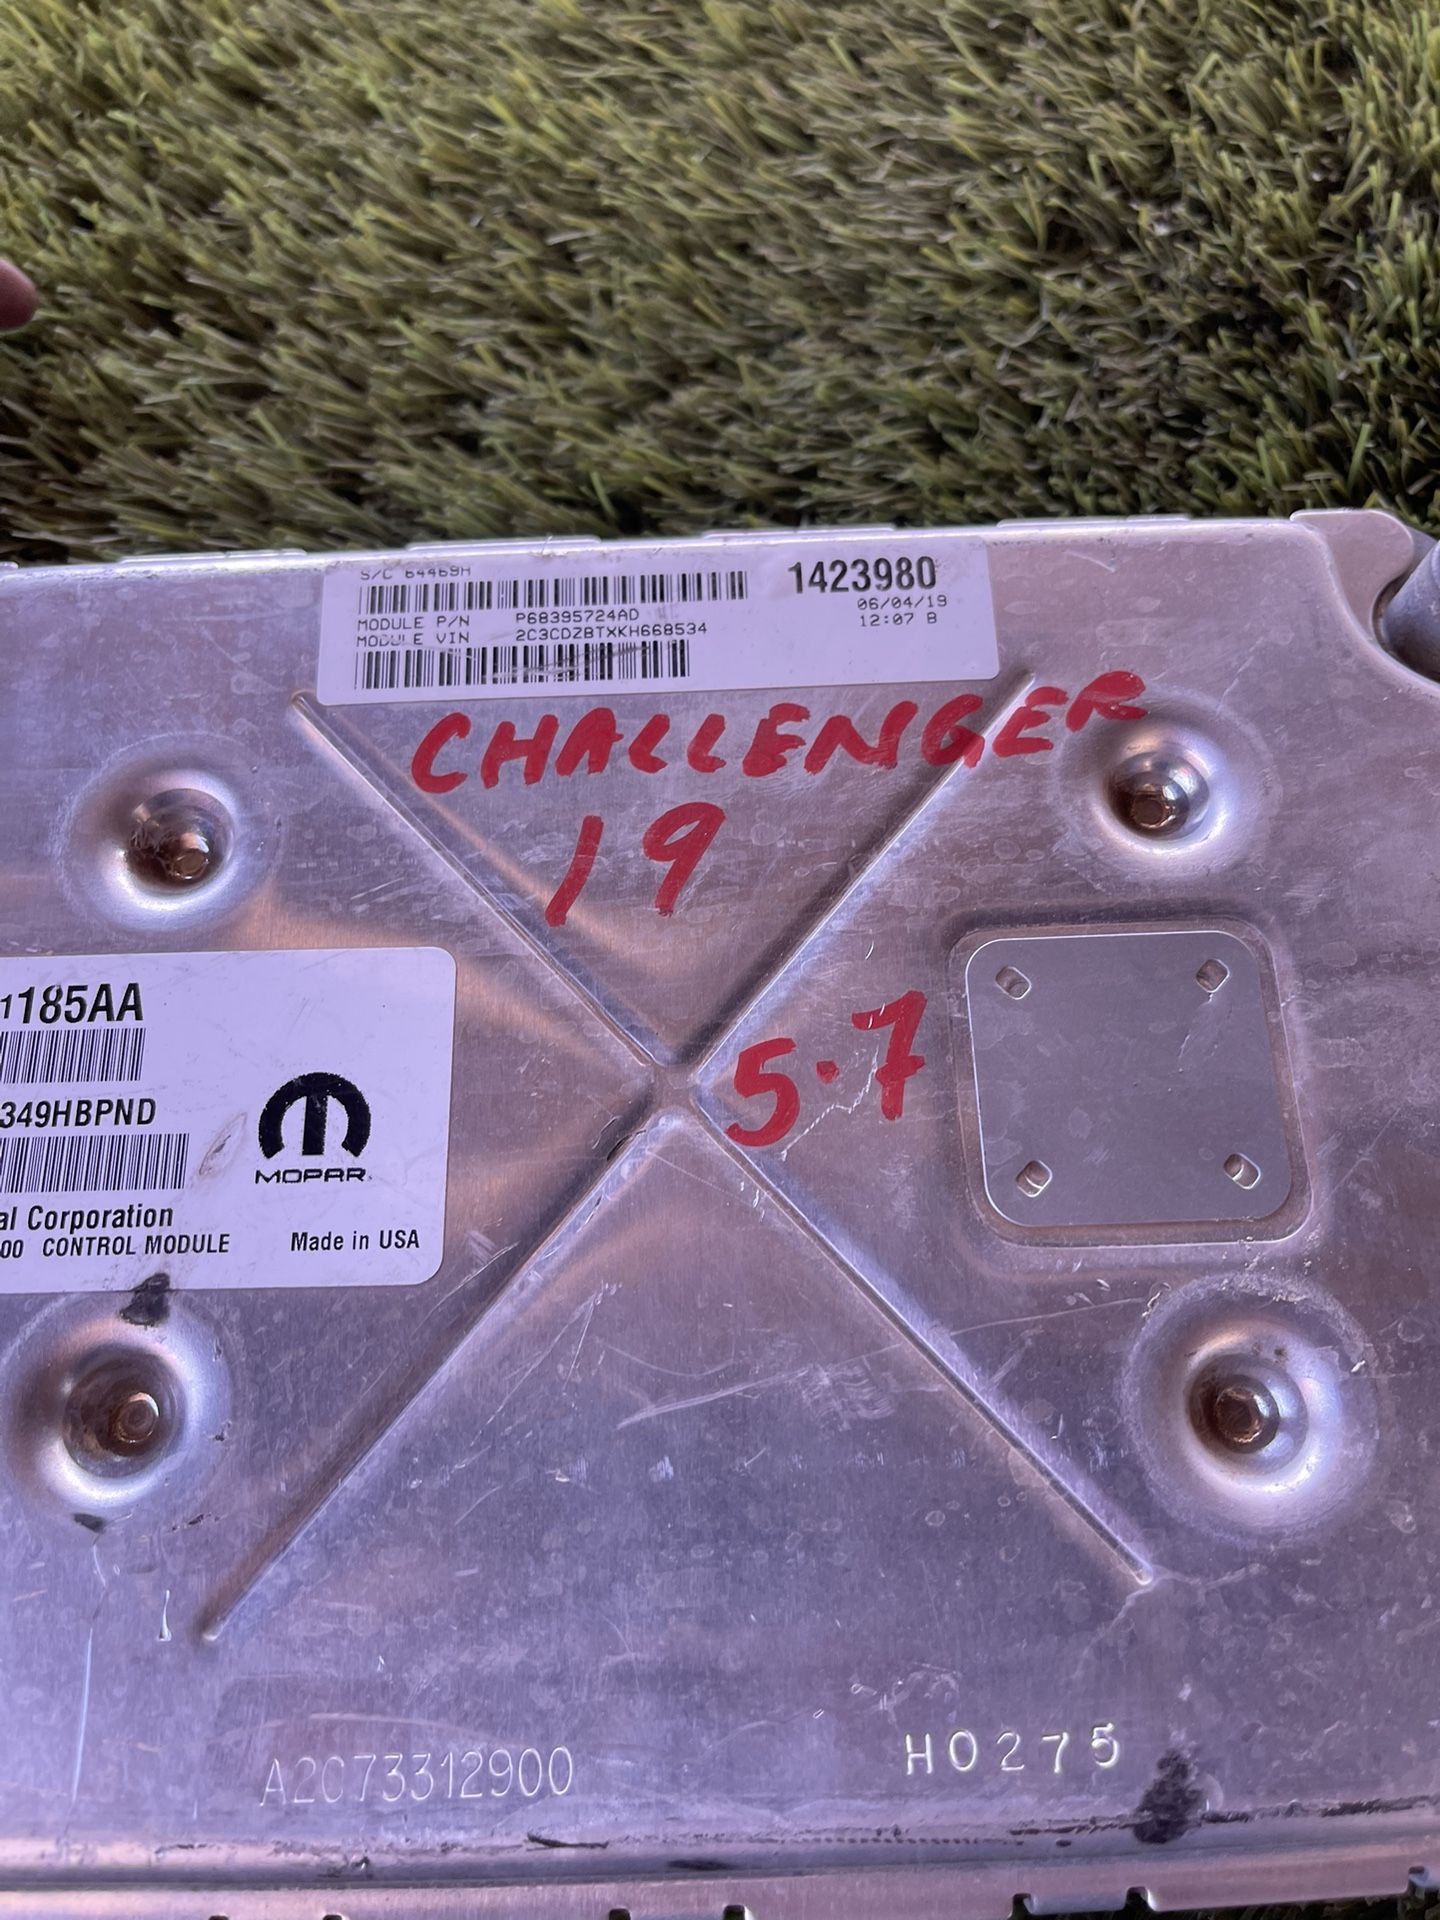 S/C 64469H
1423980
MODULE P/N P68395724AD
06/04/19
MODULE VIN 2C3CDZBTXKH668534
12:07 B
CHALLENGER
19
5.7
1185AA
349HBPND
MOPAR
al Corporation
00 CONTROL MODULE
Made in USA
A2C73312900
H0275